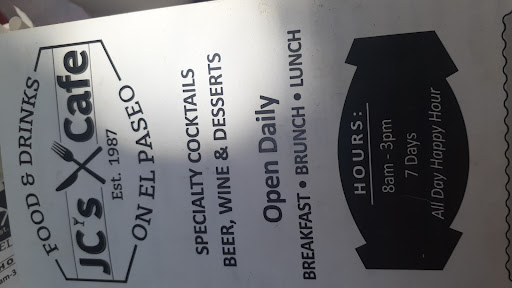 FOOD & DRINKS
JC's Cafe
Est. 1987
ON EL PASEO
SPECIALTY COCKTAILS
BEER, WINE & DESSERTS
Open Daily
BREAKFAST • BRUNCH • LUNCH
HOURS:
8am - 3pm
7 Days
All Day Happy Hour